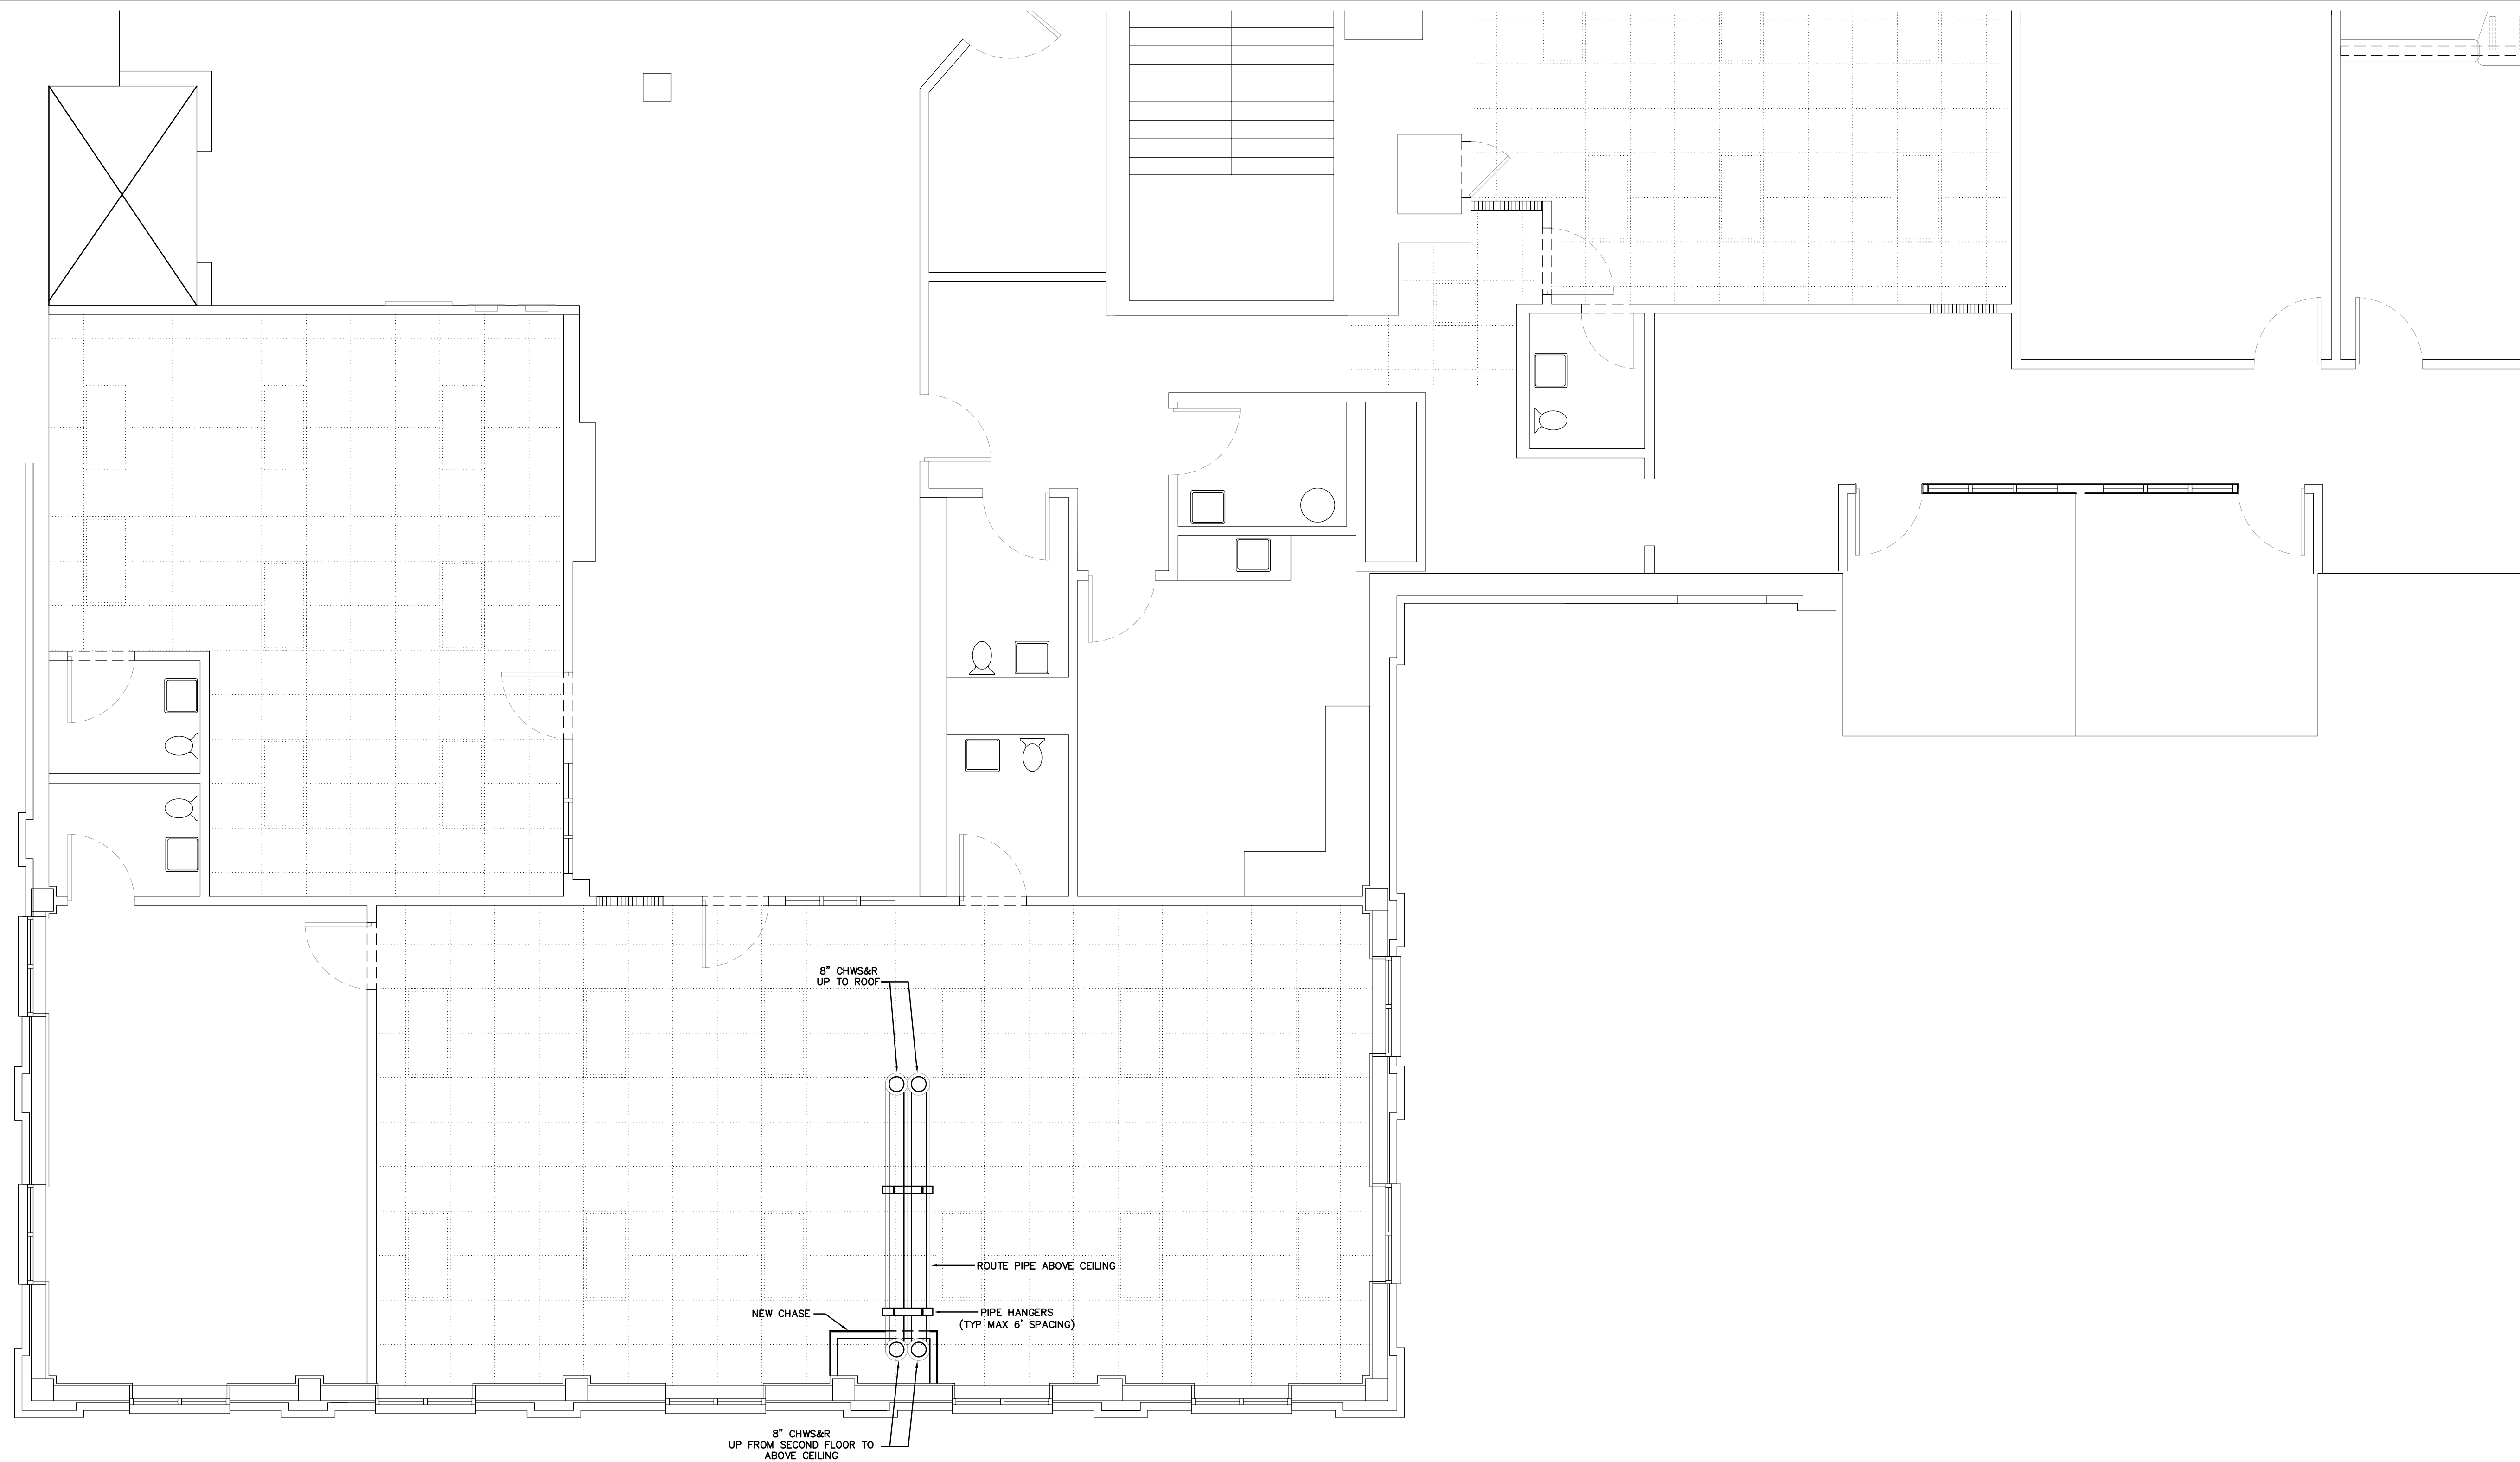 8" CHWS&R
UP TO ROOF
ROUTE PIPE ABOVE CEILING
NEW CHASE
PIPE HANGERS
(TYP MAX 6' SPACING)
8" CHWS&R
UP FROM SECOND FLOOR TO
ABOVE CEILING